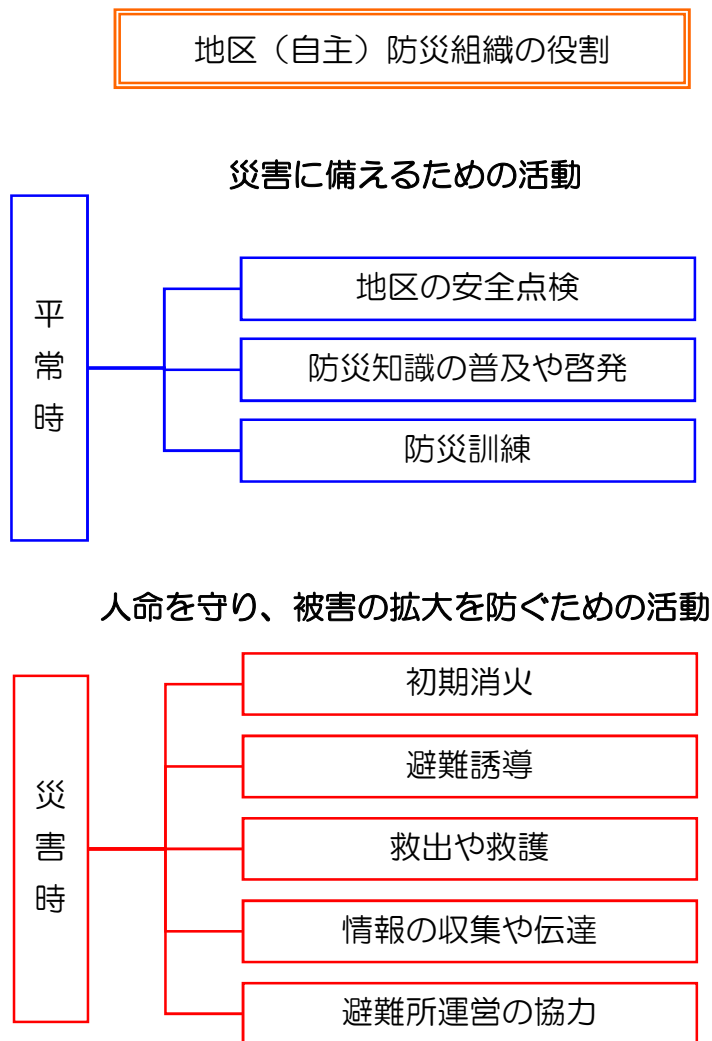 地区（自主）防災組織の役割
災害に備えるための活動
平常時
地区の安全点検
防災知識の普及や啓発
防災訓練
人命を守り、被害の拡大を防ぐための活動
災害時
初期消火
避難誘導
救出や救護
情報の収集や伝達
避難所運営の協力